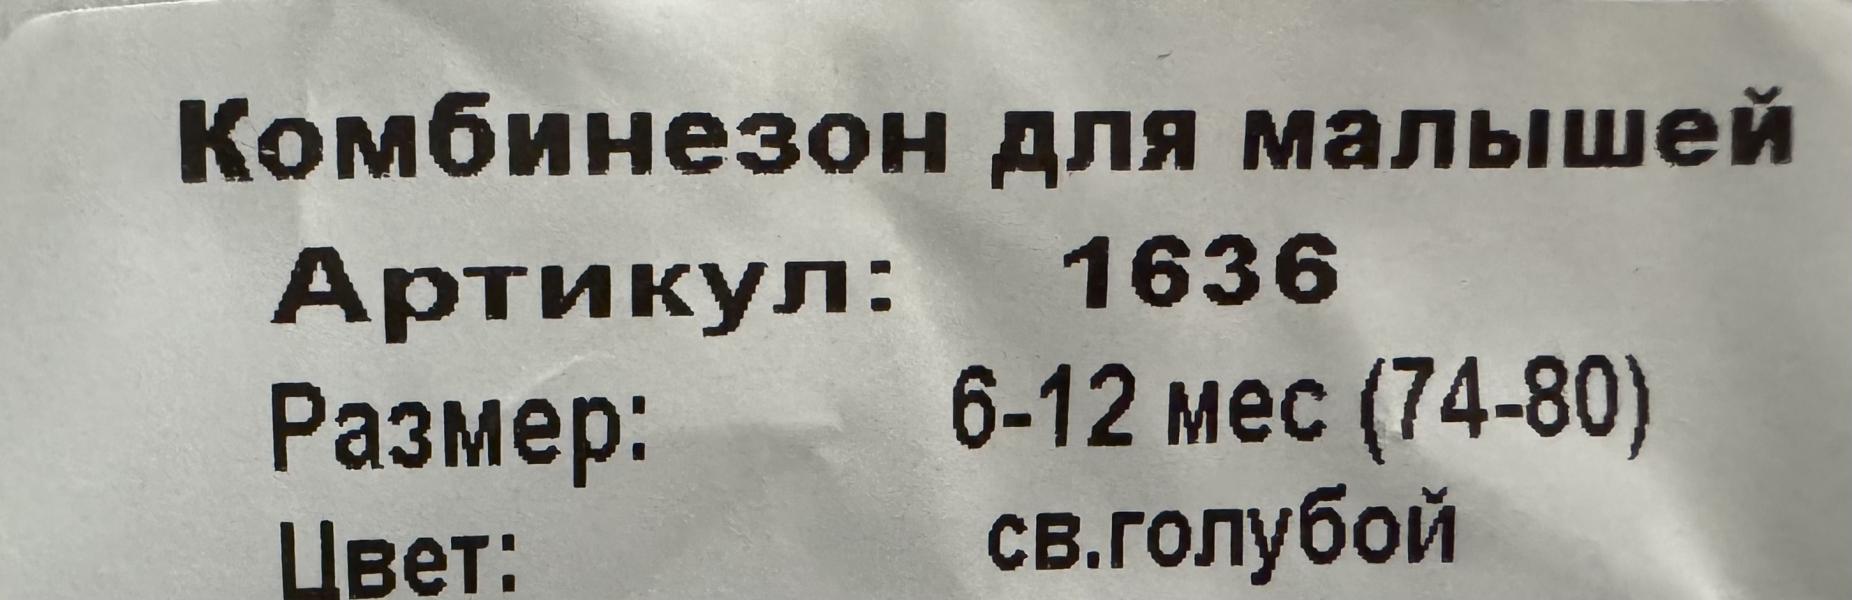 Комбинезон для малышей
Артикул: 1636
Размер: 6-12 мес (74-80)
Цвет: св.голубой